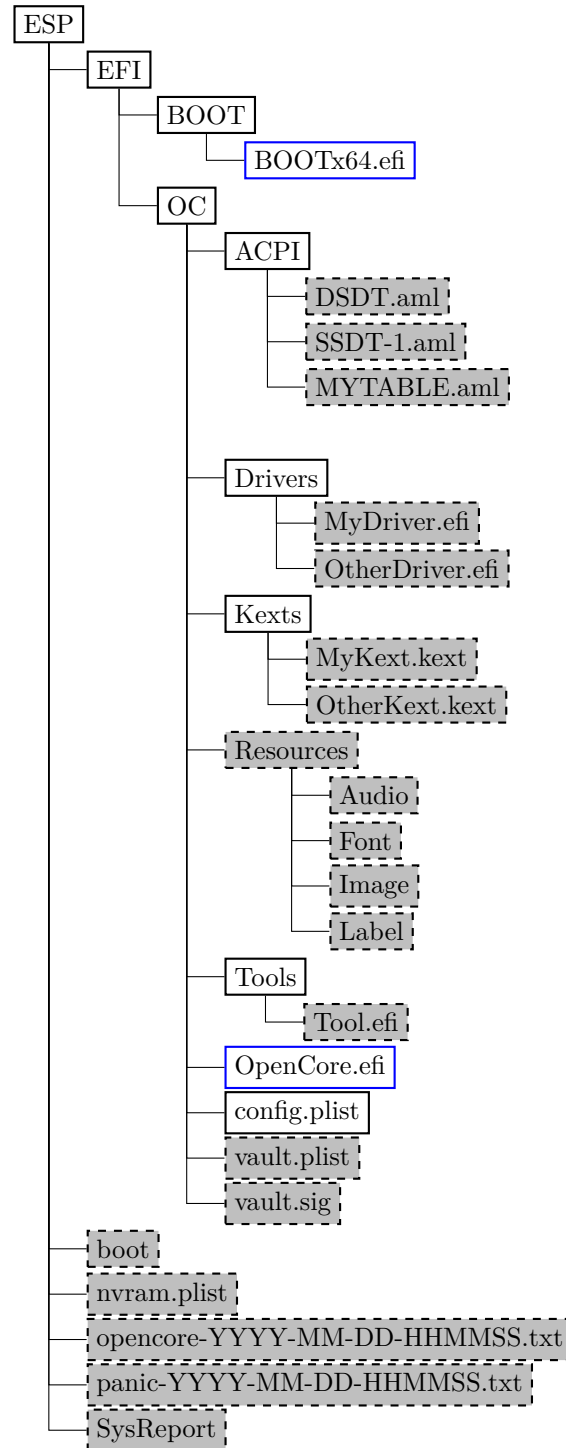 ESP
EFI
BOOT
BOOTx64.efi
OC
ACPI
DSDT.aml
SSDT-1.aml
MYTABLE.aml
Drivers
MyDriver.efi
OtherDriver.efi
Kexts
MyKext.kext
OtherKext.kext
Resources
Audio
Font
Image
Label
Tools
Tool.efi
OpenCore.efi
config.plist
vault.plist
vault.sig
boot
nvram.plist
opencore-YYYY-MM-DD-HHMMSS.txt
panic-YYYY-MM-DD-HHMMSS.txt
SysReport